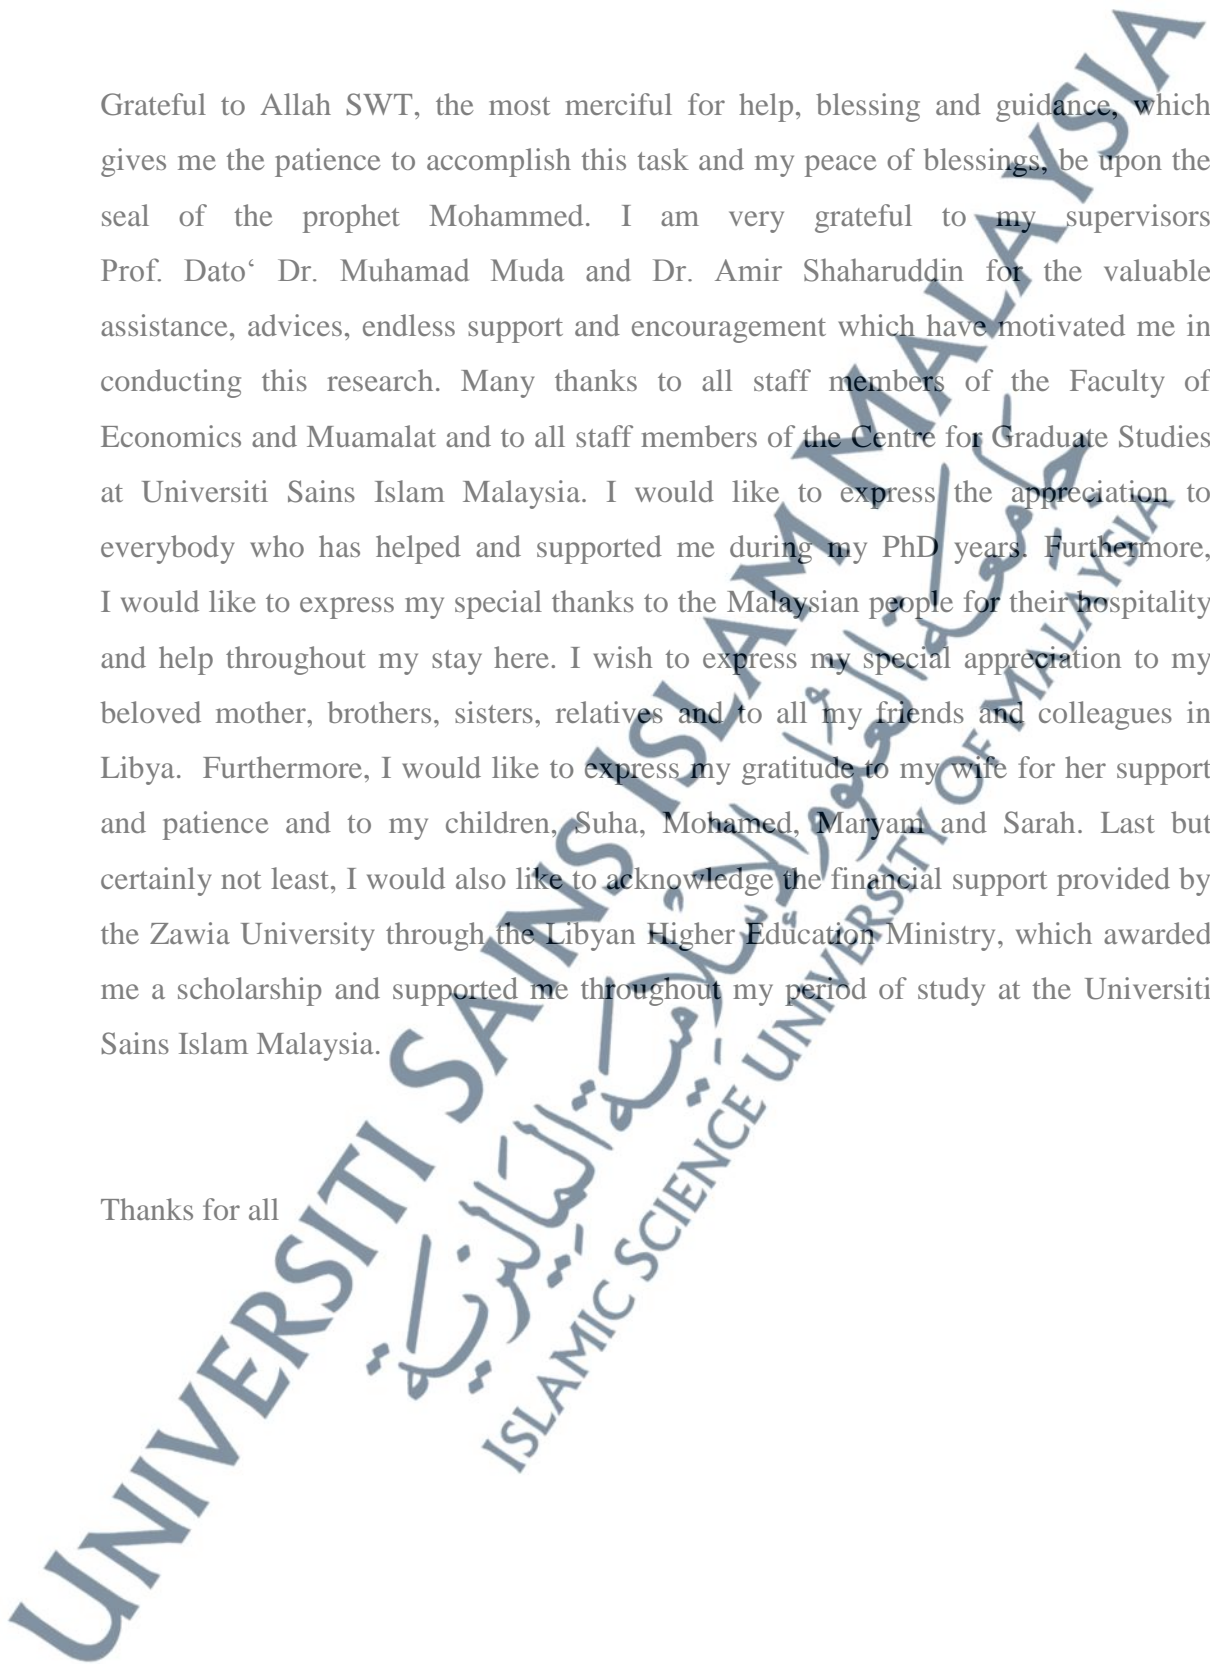 Grateful to Allah SWT, the most merciful for help, blessing and guidance, which
gives me the patience to accomplish this task and my peace of blessings, be upon the
seal of the prophet Mohammed. I am very grateful to my supervisors
Prof. Dato‘ Dr. Muhamad Muda and Dr. Amir Shaharuddin for the valuable
assistance, advices, endless support and encouragement which have motivated me in
conducting this research. Many thanks to all staff members of the Faculty of
Economics and Muamalat and to all staff members of the Centre for Graduate Studies
at Universiti Sains Islam Malaysia. I would like to express the appreciation to
everybody who has helped and supported me during my PhD years. Furthermore,
I would like to express my special thanks to the Malaysian people for their hospitality
and help throughout my stay here. I wish to express my special appreciation to my
beloved mother, brothers, sisters, relatives and to all my friends and colleagues in
Libya. Furthermore, I would like to express my gratitude to my wife for her support
and patience and to my children, Suha, Mohamed, Maryam and Sarah. Last but
certainly not least, I would also like to acknowledge the financial support provided by
the Zawia University through the Libyan Higher Education Ministry, which awarded
me a scholarship and supported me throughout my period of study at the Universiti
Sains Islam Malaysia.
Thanks for all
UNIVERSITI SAINS ISLAM MALAYSIA
جامعة العلوم الإسلامية الماليزية
ISLAMIC SCIENCE UNIVERSITY OF MALAYSIA